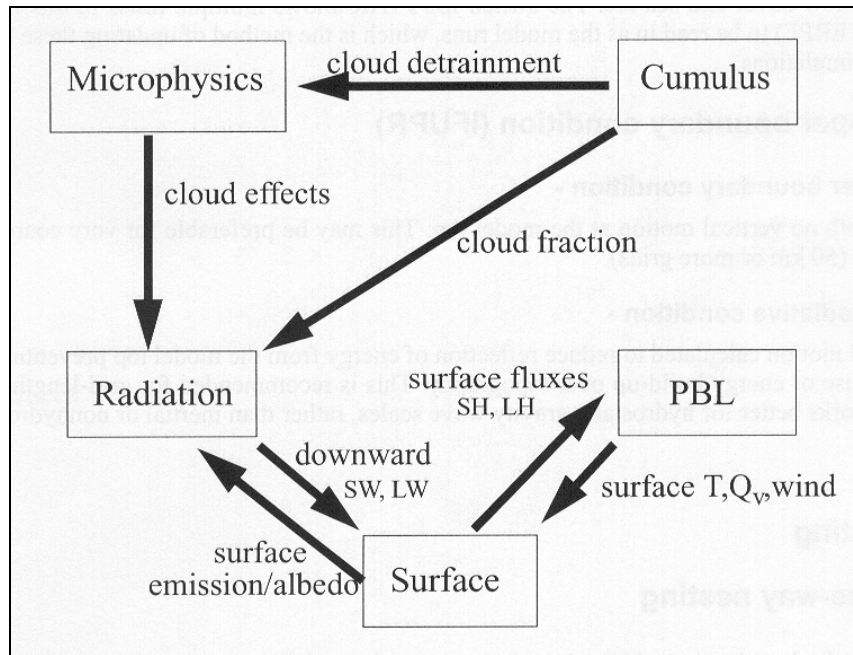 Microphysics
cloud detrainment
Cumulus
cloud effects
cloud fraction
Radiation
surface fluxes
SH, LH
PBL
downward
SW, LW
surface T,Qv,wind
surface
emission/albedo
Surface